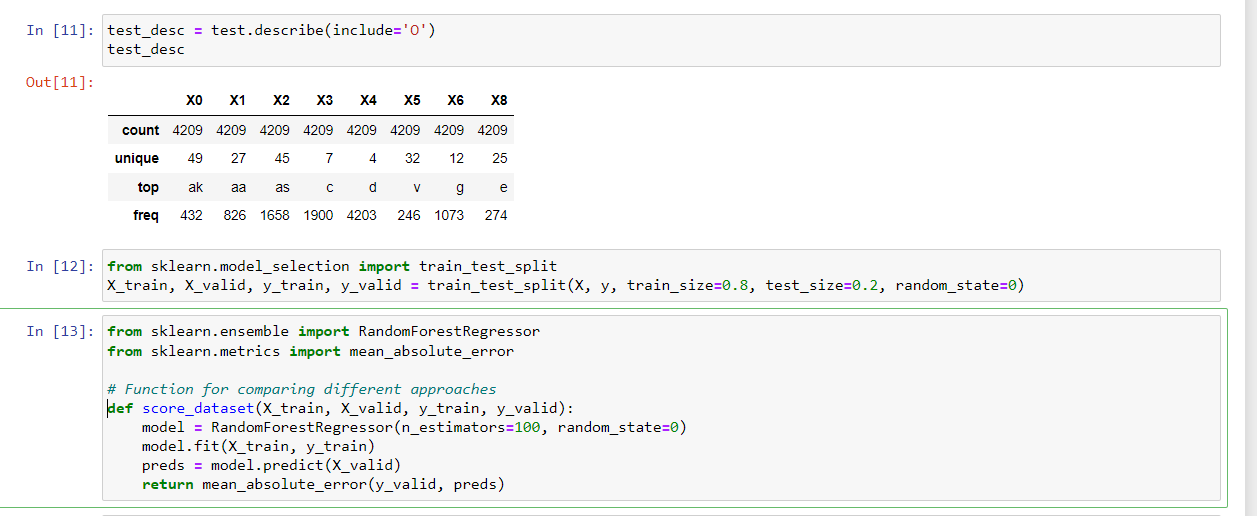 In [11]: test_desc = test.describe(include='O')
test_desc
Out[11]:
X0 X1 X2 X3 X4 X5 X6 X8
count 4209 4209 4209 4209 4209 4209 4209 4209
unique 49 27 45 7 4 32 12 25
top ak aa as c d v g e
freq 432 826 1658 1900 4203 246 1073 274
In [12]: from sklearn.model_selection import train_test_split
X_train, X_valid, y_train, y_valid = train_test_split(X, y, train_size=0.8, test_size=0.2, random_state=0)
In [13]: from sklearn.ensemble import RandomForestRegressor
from sklearn.metrics import mean_absolute_error
# Function for comparing different approaches
def score_dataset(X_train, X_valid, y_train, y_valid):
    model = RandomForestRegressor(n_estimators=100, random_state=0)
    model.fit(X_train, y_train)
    preds = model.predict(X_valid)
    return mean_absolute_error(y_valid, preds)